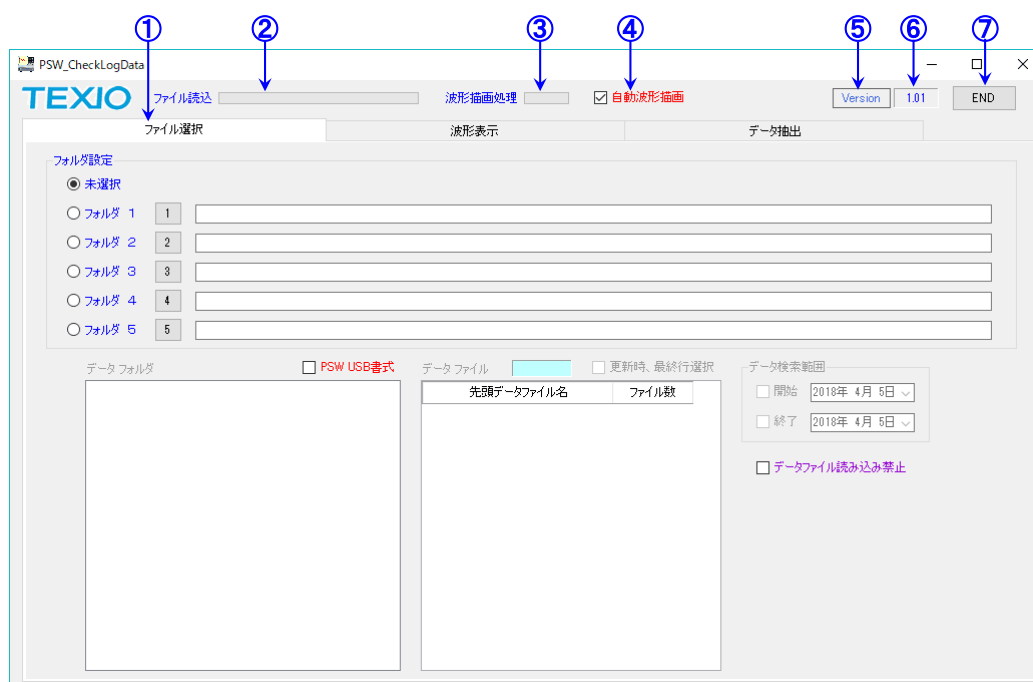 ① ② ③ ④ ⑤ ⑥ ⑦
PSW_CheckLogData
TEXIO ファイル読込 波形描画処理 自動波形描画 Version 1.01 END
ファイル選択 波形表示 データ抽出
フォルダ設定
未選択
フォルダ 1 1
フォルダ 2 2
フォルダ 3 3
フォルダ 4 4
フォルダ 5 5
データ フォルダ PSW USB書式 データ ファイル 更新時、最終行選択 データ検索範囲
先頭データファイル名 ファイル数
開始 2018年 4月 5日
終了 2018年 4月 5日
データファイル読み込み禁止